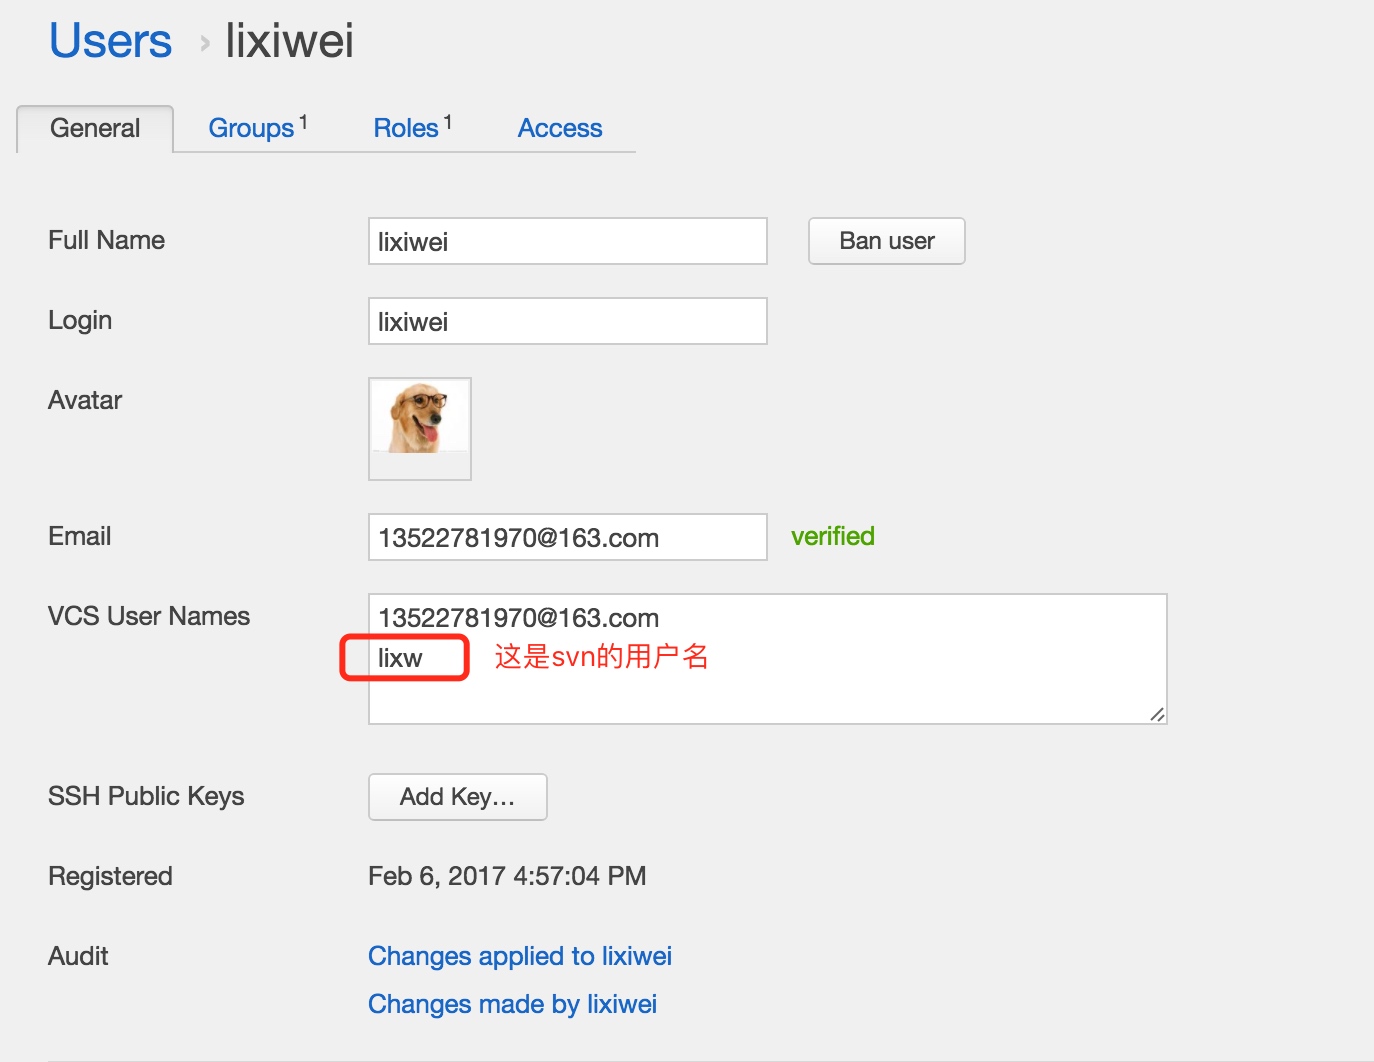 Users › lixiwei
General Groups 1 Roles 1 Access
Full Name lixiwei Ban user
Login lixiwei
Avatar
Email 13522781970@163.com verified
VCS User Names 13522781970@163.com
lixw 这是svn的用户名
SSH Public Keys Add Key...
Registered Feb 6, 2017 4:57:04 PM
Audit Changes applied to lixiwei
Changes made by lixiwei